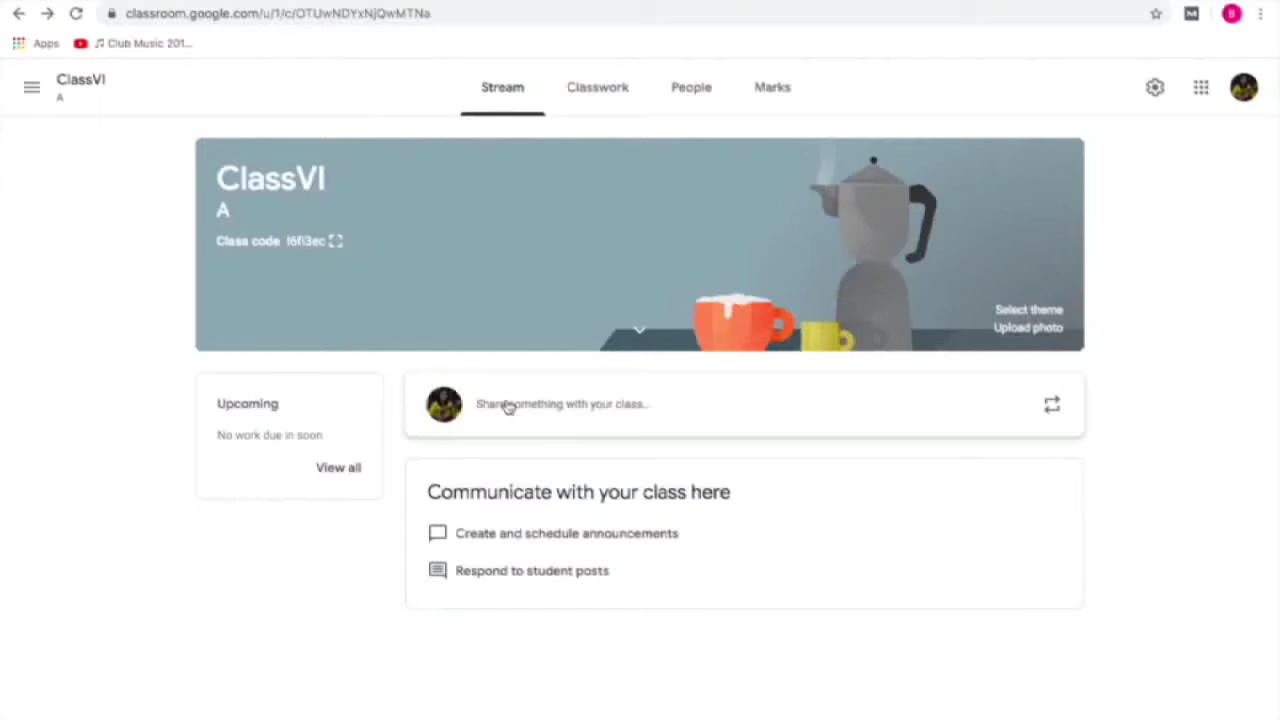 classroom.google.com/u/1/c/OTUwNDYxNjQwMTNa
M
B
Apps
Club Music 201...
ClassVI
A
Stream
Classwork
People
Marks
ClassVI
A
Class code
Select theme
Upload photo
Upcoming
No work due in soon
View all
Share something with your class...
Communicate with your class here
Create and schedule announcements
Respond to student posts